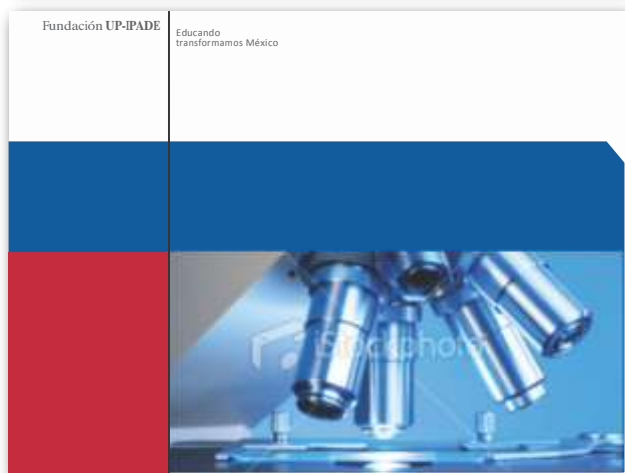 Fundación UP-IPADE
Educando
transformamos México
iStockphoto